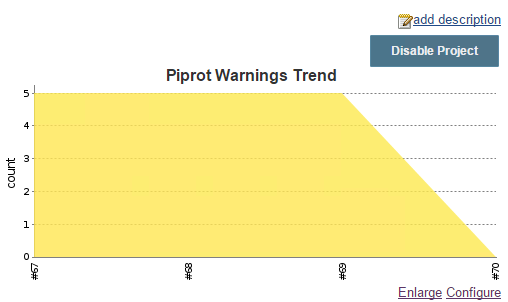 add description
Disable Project
Piprot Warnings Trend
5
4
3
2
1
0
count
#67
#68
#69
#70
Enlarge Configure